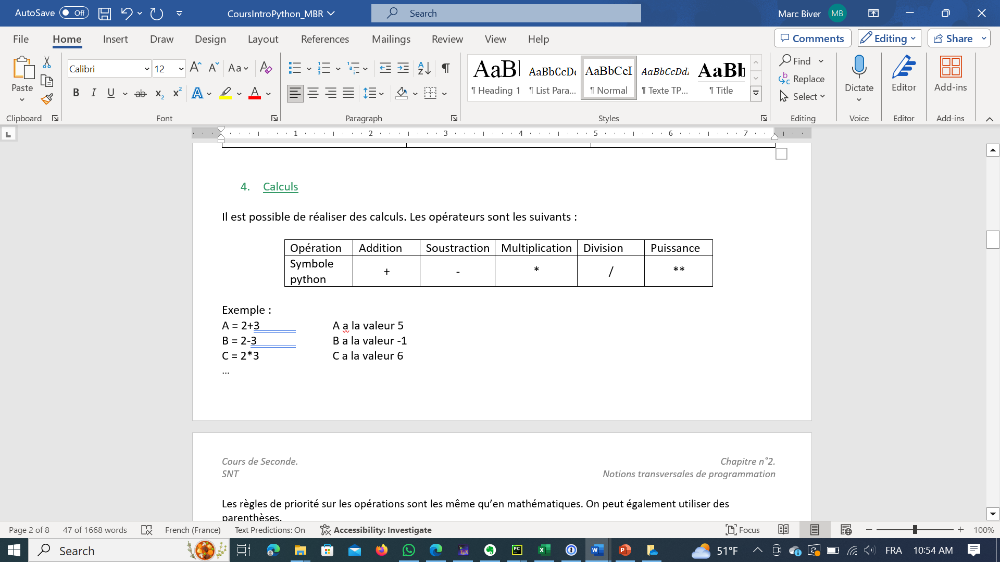 AutoSave Off CoursIntroPython_MBR Search Marc Biver MB
File Home Insert Draw Design Layout References Mailings Review View Help Comments Editing Share
Paste Calibri 12 Aa
B I U ab x2 x2 A A
AaBl AaBbCcDc AaBbCcI AaBbCcDd. AaBb
¶ Heading 1 ¶ List Para... ¶ Normal ¶ Texte TP... ¶ Title
Find
Replace
Select
Dictate Editor Add-ins
Clipboard Font Paragraph Styles Editing Voice Editor Add-ins
1 2 3 4 5 6 7
4. Calculs
Il est possible de réaliser des calculs. Les opérateurs sont les suivants :
Opération Addition Soustraction Multiplication Division Puissance
Symbole python + - * / **
Exemple :
A = 2+3 A a la valeur 5
B = 2-3 B a la valeur -1
C = 2*3 C a la valeur 6
...
Cours de Seconde. Chapitre n°2.
SNT Notions transversales de programmation
Les règles de priorité sur les opérations sont les même qu’en mathématiques. On peut également utiliser des
parenthèses.
Page 2 of 8 47 of 1668 words French (France) Text Predictions: On Accessibility: Investigate Focus 100%
Search 51°F FRA 10:54 AM